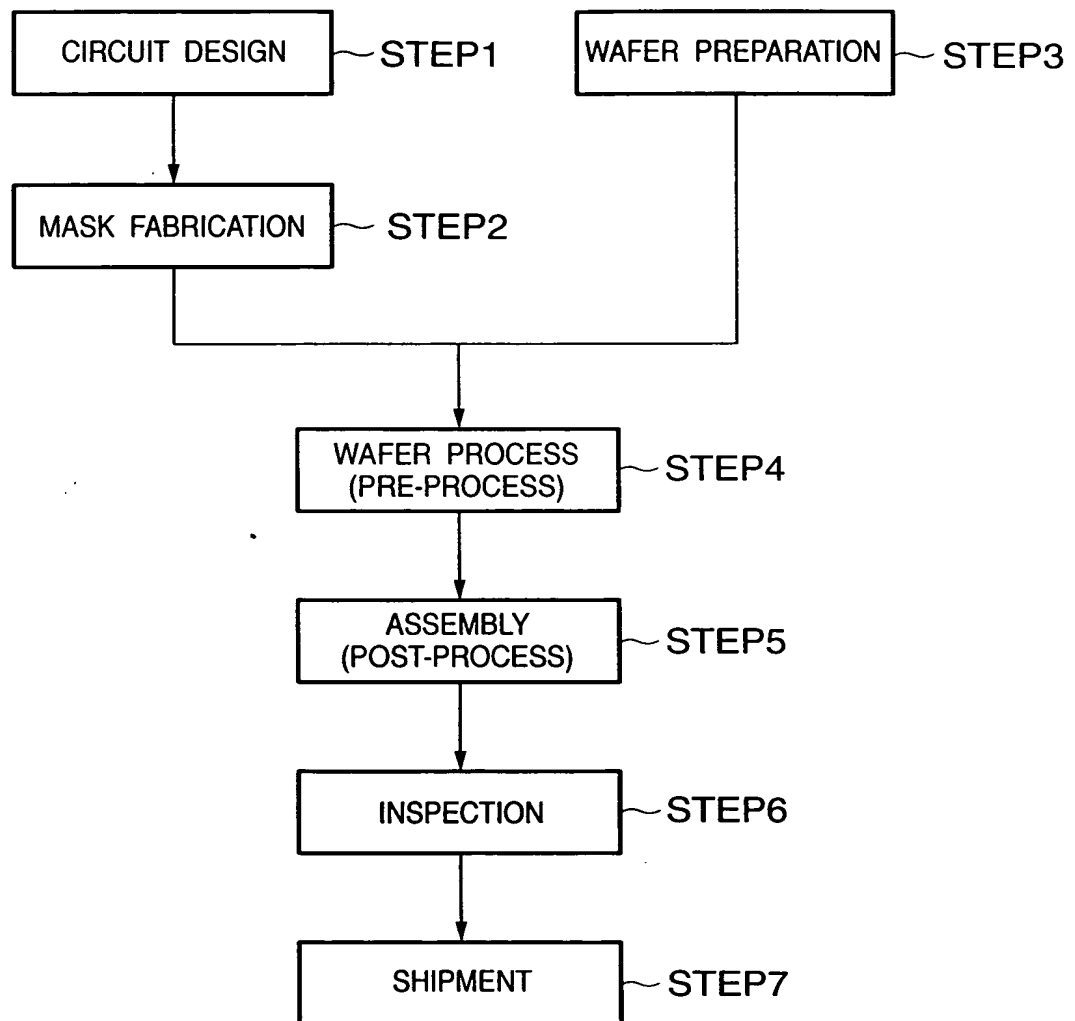 CIRCUIT DESIGN
STEP1
WAFER PREPARATION
STEP3
MASK FABRICATION
STEP2
WAFER PROCESS
(PRE-PROCESS)
STEP4
ASSEMBLY
(POST-PROCESS)
STEP5
INSPECTION
STEP6
SHIPMENT
STEP7